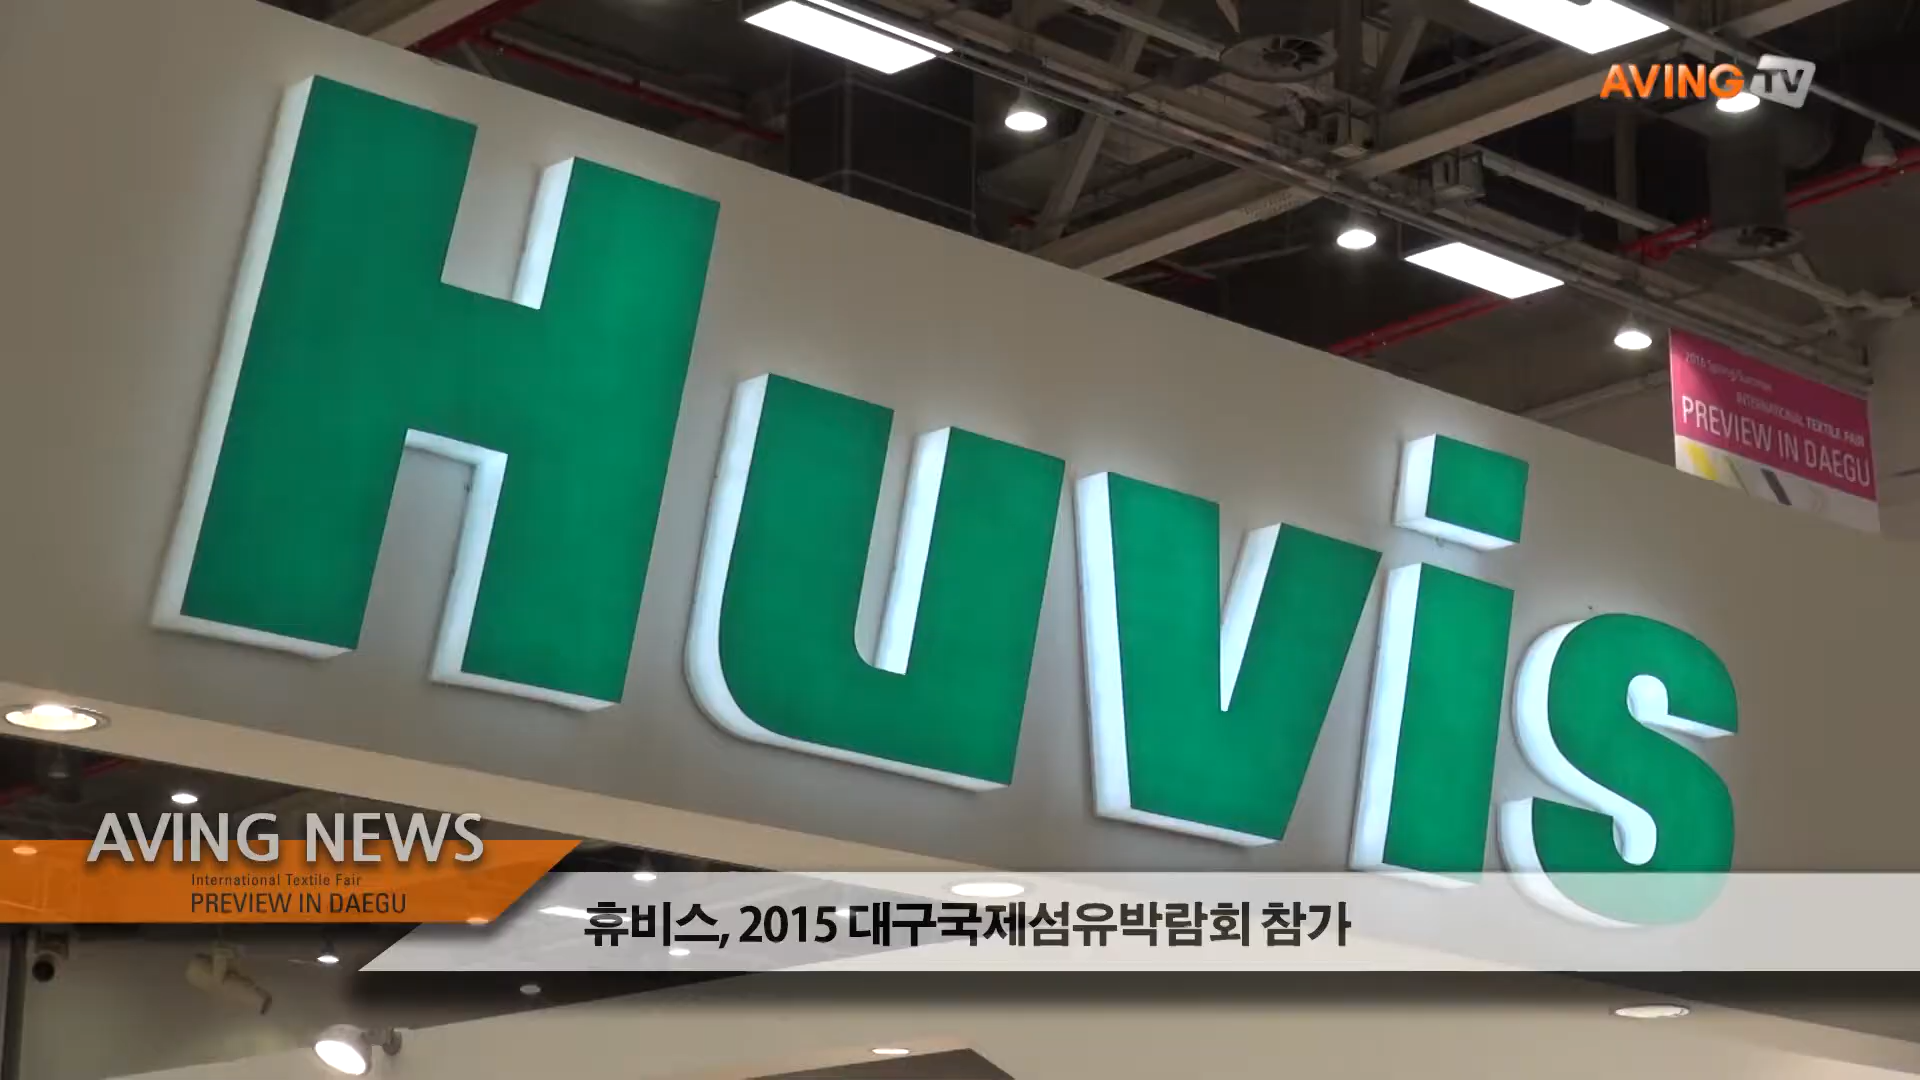 AVING TV
2016 Spring/Summer
INTERNATIONAL TEXTILE FAIR
PREVIEW IN DAEGU
Huvis
AVING NEWS
International Textile Fair
PREVIEW IN DAEGU
휴비스, 2015 대구국제섬유박람회 참가